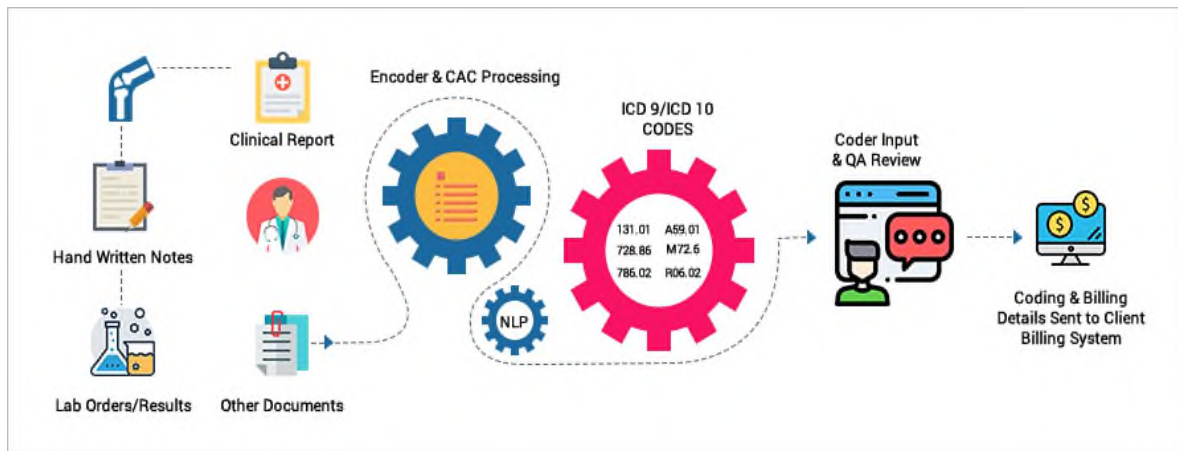 Encoder & CAC Processing
Clinical Report
Hand Written Notes
Lab Orders/Results
Other Documents
NLP
ICD 9/ICD 10
CODES
131.01 A59.01
728.86 M72.6
786.02 R06.02
Coder Input
& QA Review
Coding & Billing
Details Sent to Client
Billing System